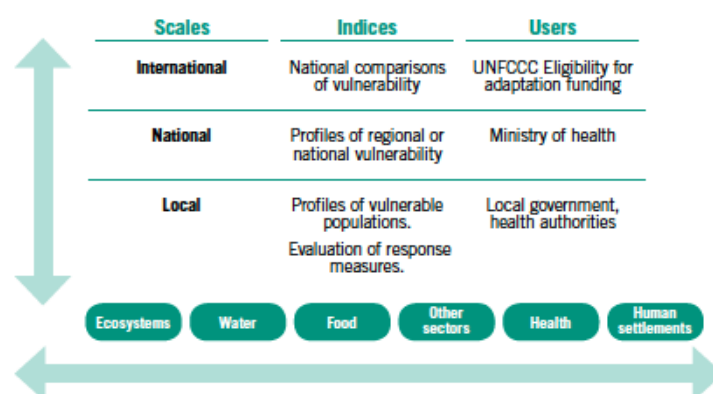 Scales Indices Users
International National comparisons of vulnerability UNFCCC Eligibility for adaptation funding
National Profiles of regional or national vulnerability Ministry of health
Local Profiles of vulnerable populations. Local government, health authorities
Evaluation of response measures.
Ecosystems Water Food Other sectors Health Human settlements